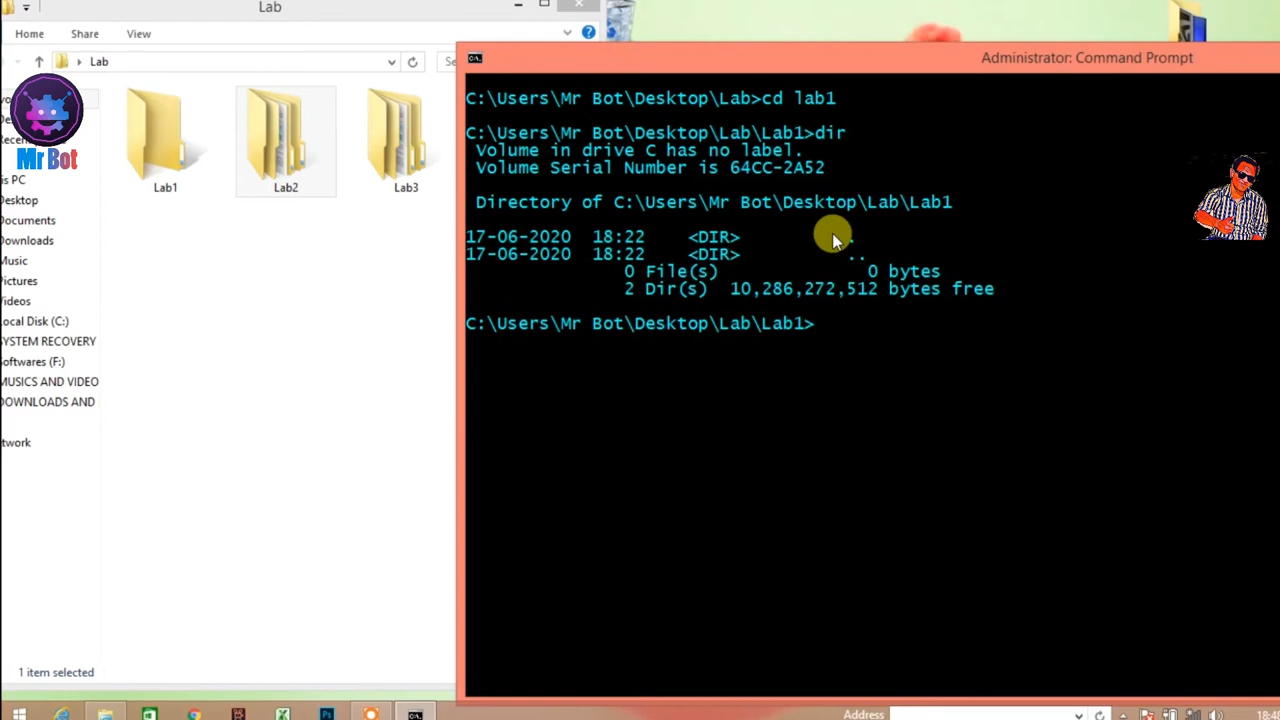 Lab
Home Share View
Lab
Se
Mr Bot
Lab1
Lab2
Lab3
is PC
Desktop
Documents
Downloads
Music
Pictures
Videos
Local Disk (C:)
SYSTEM RECOVERY
Softwares (F:)
MUSICS AND VIDEO
DOWNLOADS AND
twork
1 item selected
Administrator: Command Prompt
C:\Users\Mr Bot\Desktop\Lab>cd lab1
C:\Users\Mr Bot\Desktop\Lab\Lab1>dir
Volume in drive C has no label.
Volume Serial Number is 64CC-2A52
Directory of C:\Users\Mr Bot\Desktop\Lab\Lab1
17-06-2020 18:22 <DIR> .
17-06-2020 18:22 <DIR> ..
0 File(s) 0 bytes
2 Dir(s) 10,286,272,512 bytes free
C:\Users\Mr Bot\Desktop\Lab\Lab1>
Address